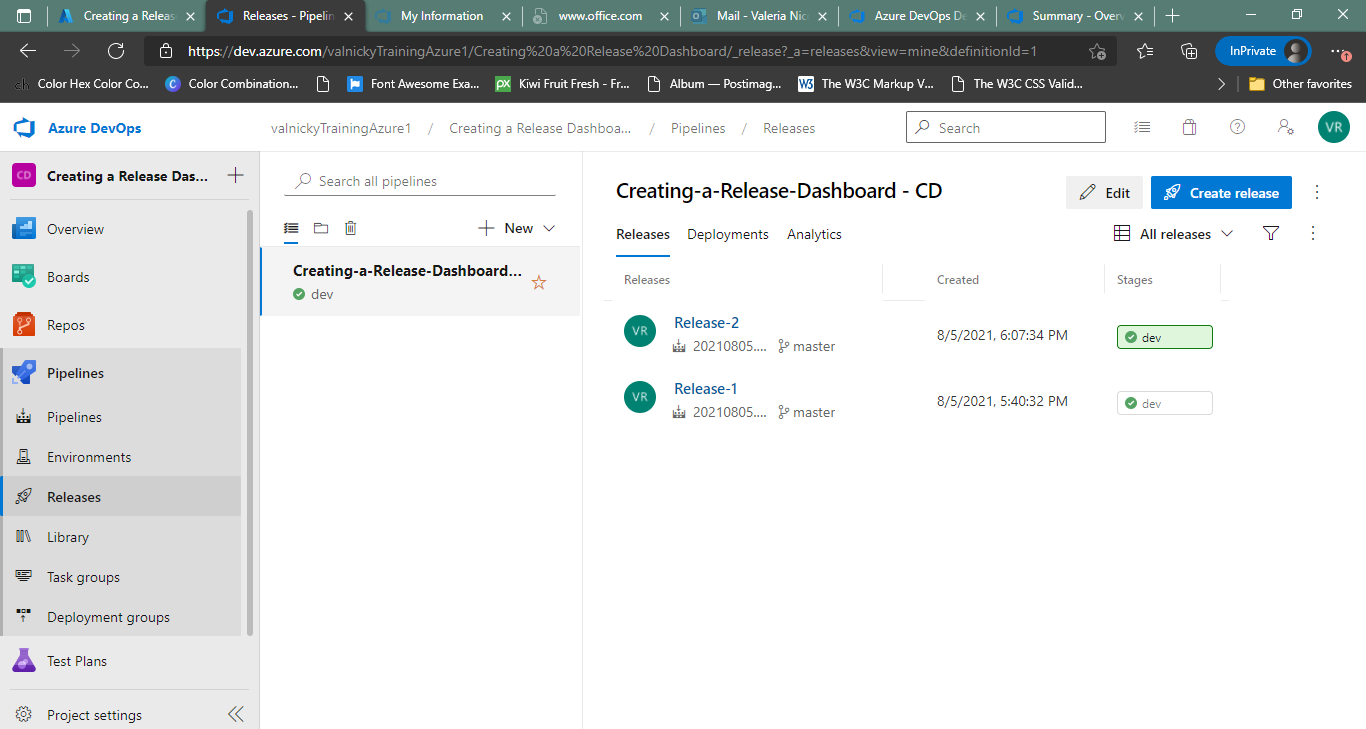 Creating a Releas
Releases - Pipelin
My Information
www.office.com
Mail - Valeria Nic
Azure DevOps De
Summary - Overv
https://dev.azure.com/valnickyTrainingAzure1/Creating%20a%20Release%20Dashboard/_release?_a=releases&view=mine&definitionId=1
InPrivate
Color Hex Color Co...
Color Combination...
Font Awesome Exa...
px Kiwi Fruit Fresh - Fr...
Album — Postimag...
W3 The W3C Markup V...
The W3C CSS Valid...
Other favorites
Azure DevOps
valnickyTrainingAzure1 / Creating a Release Dashboa... / Pipelines / Releases
Search
VR
CD Creating a Release Das...
Overview
Boards
Repos
Pipelines
Pipelines
Environments
Releases
Library
Task groups
Deployment groups
Test Plans
Project settings
Search all pipelines
New
Creating-a-Release-Dashboard...
dev
Creating-a-Release-Dashboard - CD
Edit
Create release
Releases Deployments Analytics
All releases
Releases Created Stages
VR Release-2 8/5/2021, 6:07:34 PM dev
20210805.... master
VR Release-1 8/5/2021, 5:40:32 PM dev
20210805.... master